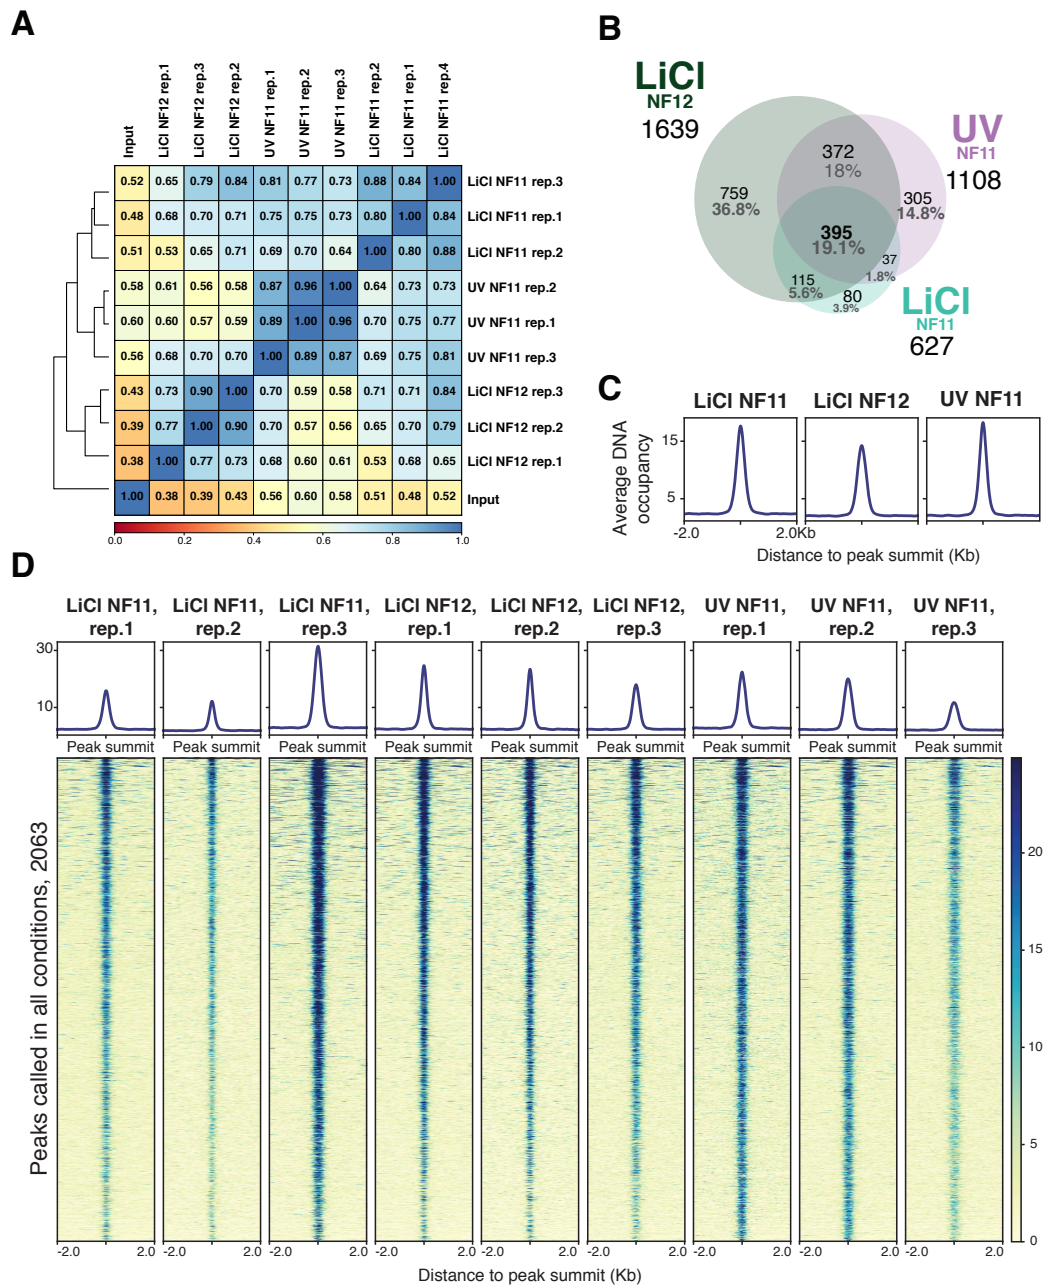 A
Input
LiCl NF12 rep.1
LiCl NF12 rep.3
LiCl NF12 rep.2
UV NF11 rep.1
UV NF11 rep.2
UV NF11 rep.3
LiCl NF11 rep.2
LiCl NF11 rep.1
LiCl NF11 rep.4
0.52 0.65 0.79 0.84 0.81 0.77 0.73 0.88 0.84 1.00 LiCl NF11 rep.3
0.48 0.68 0.70 0.71 0.75 0.75 0.73 0.80 1.00 0.84 LiCl NF11 rep.1
0.51 0.53 0.65 0.71 0.69 0.70 0.64 1.00 0.80 0.88 LiCl NF11 rep.2
0.58 0.61 0.56 0.58 0.87 0.96 1.00 0.64 0.73 0.73 UV NF11 rep.2
0.60 0.60 0.57 0.59 0.89 1.00 0.96 0.70 0.75 0.77 UV NF11 rep.1
0.56 0.68 0.70 0.70 1.00 0.89 0.87 0.69 0.75 0.81 UV NF11 rep.3
0.43 0.73 0.90 1.00 0.70 0.59 0.58 0.71 0.71 0.84 LiCl NF12 rep.3
0.39 0.77 1.00 0.90 0.70 0.57 0.56 0.65 0.70 0.79 LiCl NF12 rep.2
0.38 1.00 0.77 0.73 0.68 0.60 0.61 0.53 0.68 0.65 LiCl NF12 rep.1
1.00 0.38 0.39 0.43 0.56 0.60 0.58 0.51 0.48 0.52 Input
0.0 0.2 0.4 0.6 0.8 1.0
B
LiCl
NF12
1639
UV
NF11
1108
372
18%
759
36.8%
305
14.8%
395
19.1%
37
1.8%
115
5.6%
80
3.9%
LiCl
NF11
627
C
LiCl NF11 LiCl NF12 UV NF11
Average DNA
occupancy
15
5
-2.0 2.0Kb
Distance to peak summit (Kb)
D
LiCl NF11, LiCl NF11, LiCl NF11, LiCl NF12, LiCl NF12, LiCl NF12, UV NF11, UV NF11, UV NF11,
rep.1 rep.2 rep.3 rep.1 rep.2 rep.3 rep.1 rep.2 rep.3
30
10
Peak summit Peak summit Peak summit Peak summit Peak summit Peak summit Peak summit Peak summit Peak summit
Peaks called in all conditions, 2063
20
15
10
5
0
-2.0 2.0 -2.0 2.0 -2.0 2.0 -2.0 2.0 -2.0 2.0 -2.0 2.0 -2.0 2.0 -2.0 2.0 -2.0 2.0
Distance to peak summit (Kb)